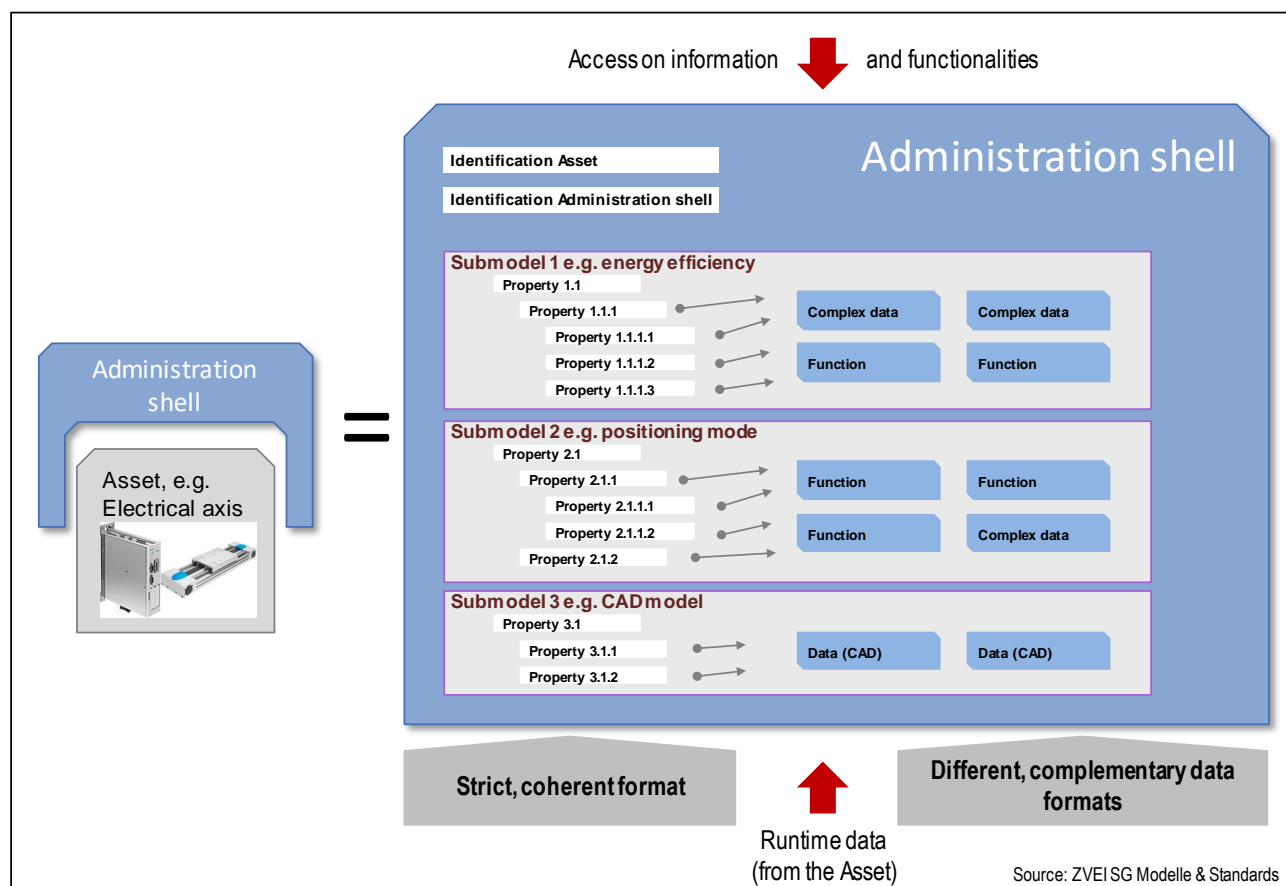 Access on information and functionalities
Administration shell
Identification Asset
Identification Administration shell
Submodel 1 e.g. energy efficiency
Property 1.1
Property 1.1.1
Property 1.1.1.1
Property 1.1.1.2
Property 1.1.1.3
Complex data
Complex data
Function
Function
Submodel 2 e.g. positioning mode
Property 2.1
Property 2.1.1
Property 2.1.1.1
Property 2.1.1.2
Property 2.1.2
Function
Function
Function
Complex data
Submodel 3 e.g. CAD model
Property 3.1
Property 3.1.1
Property 3.1.2
Data (CAD)
Data (CAD)
Administration
shell
Asset, e.g.
Electrical axis
=
Strict, coherent format
Different, complementary data
formats
Runtime data
(from the Asset)
Source: ZVEI SG Modelle & Standards